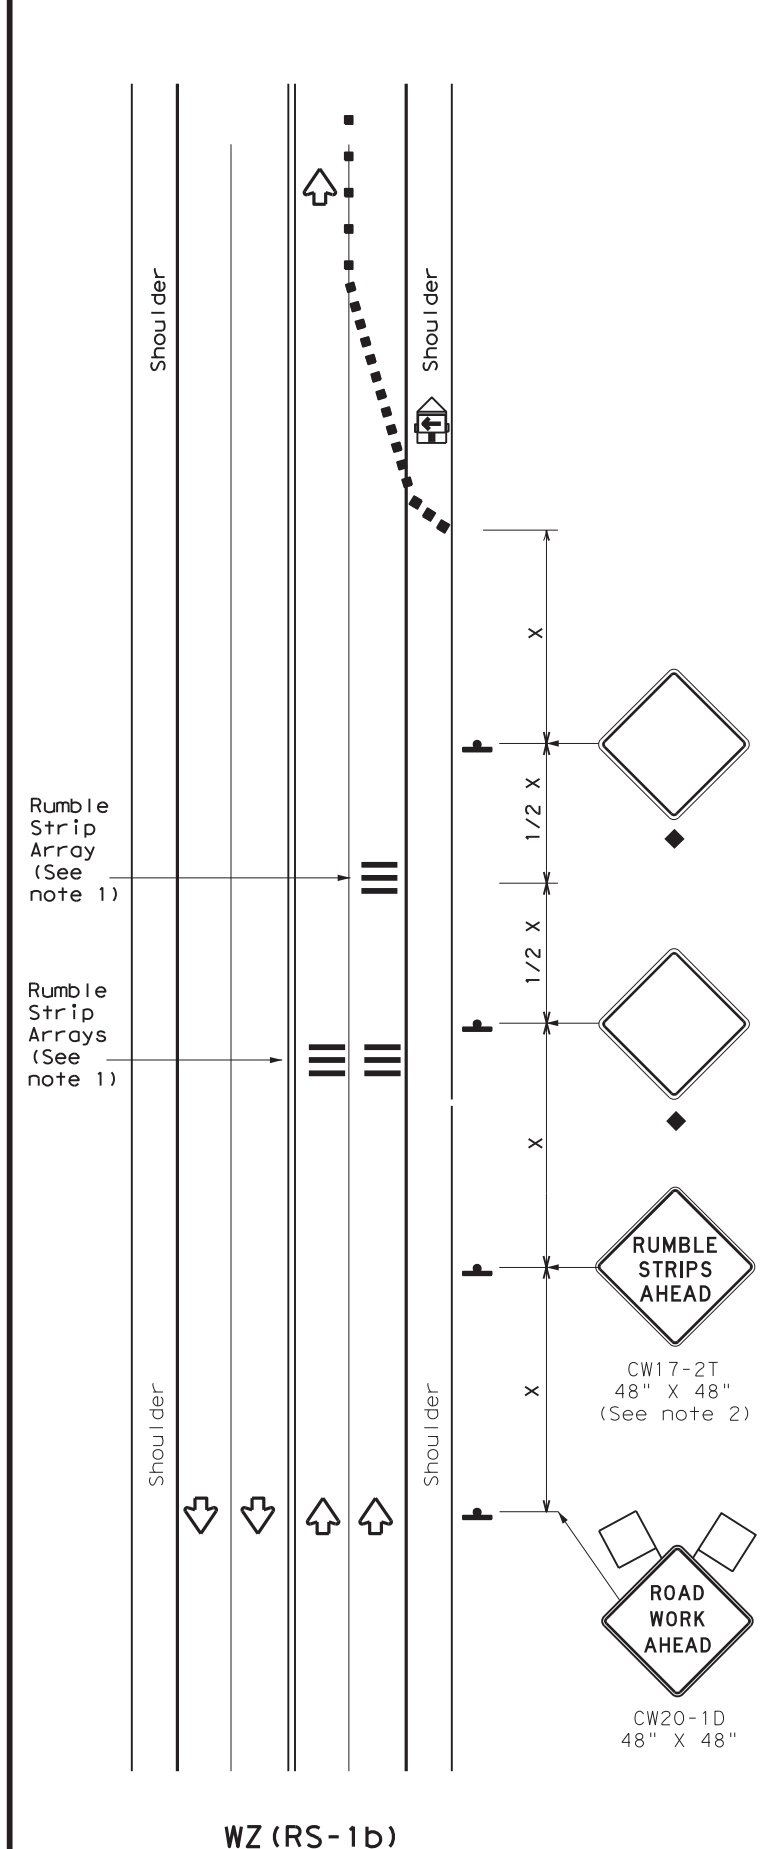 Shoulder
Shoulder
X
1/2 X
Rumble
Strip
Array
(See
note 1)
1/2 X
Rumble
Strip
Arrays
(See
note 1)
X
RUMBLE
STRIPS
AHEAD
CW17-2T
48" X 48"
(See note 2)
X
Shoulder
Shoulder
ROAD
WORK
AHEAD
CW20-1D
48" X 48"
WZ(RS-1b)